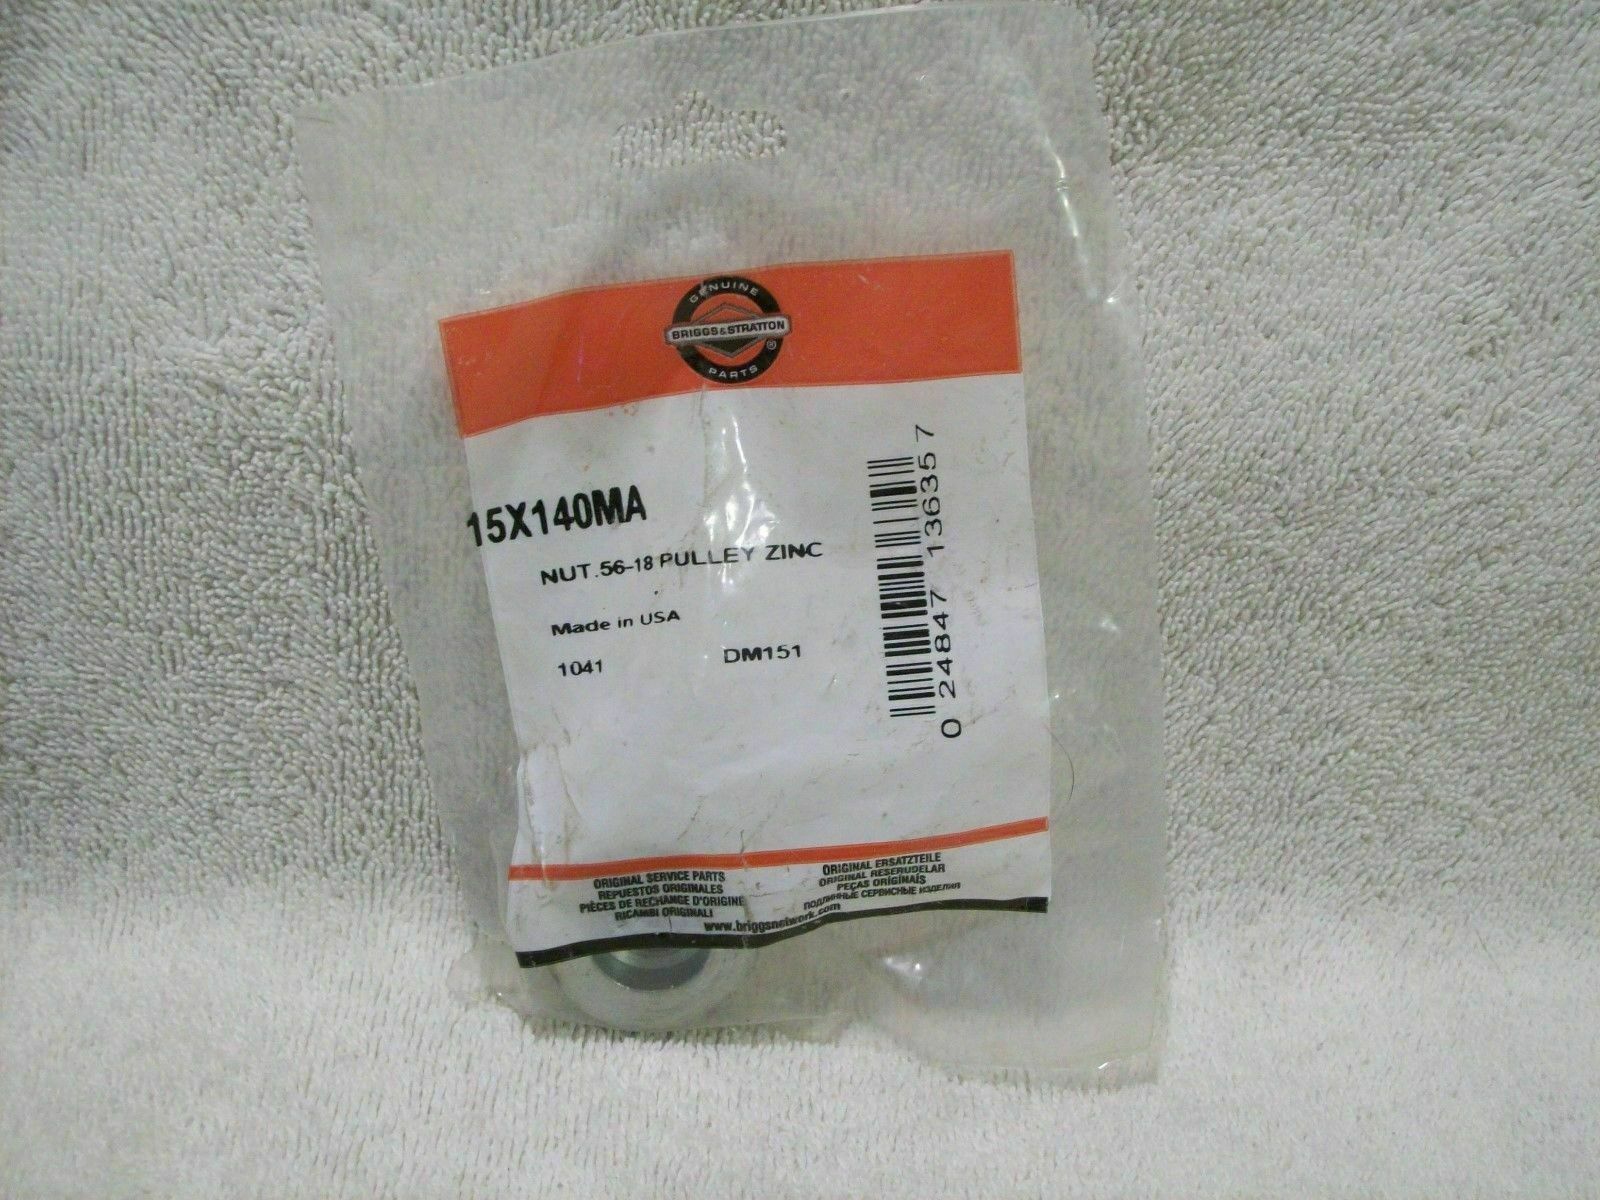 GENUINE
BRIGGS&STRATTON
®
PARTS
15X140MA
NUT.56-18 PULLEY ZINC
Made in USA
1041 DM151
0 24847 13635 7
ORIGINAL SERVICE PARTS
REPUESTOS ORIGINALES
PIÈCES DE RECHANGE D'ORIGINE
RICAMBI ORIGINALI
ORIGINAL ERSATZTEILE
ORIGINAL RESERUDELAR
PEÇAS ORIGINAIS
ПОДЛИННЫЕ СЕРВИСНЫЕ ИЗДЕЛИЯ
www.briggsnetwork.com